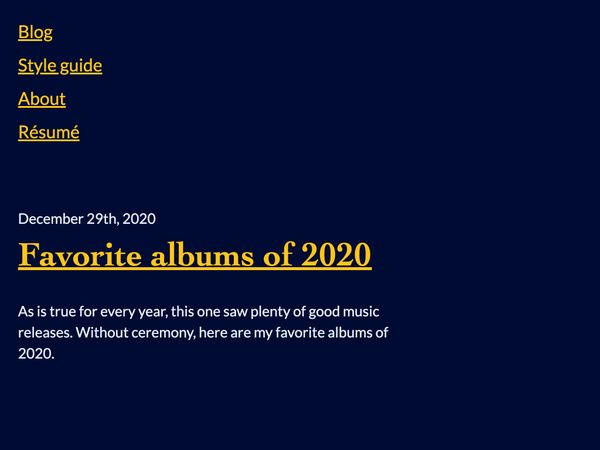 Blog
Style guide
About
Résumé
December 29th, 2020
Favorite albums of 2020
As is true for every year, this one saw plenty of good music
releases. Without ceremony, here are my favorite albums of
2020.